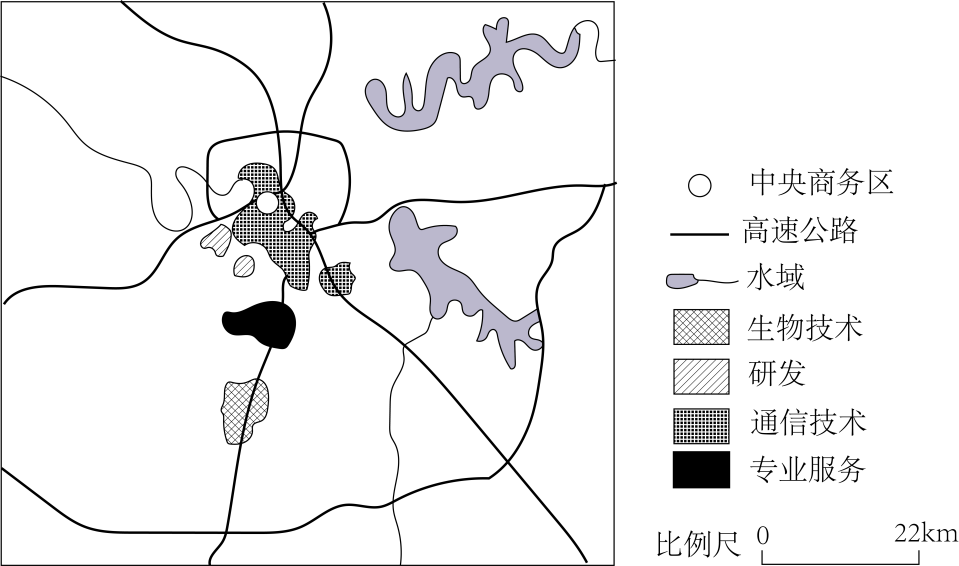 中央商务区
高速公路
水域
生物技术
研发
通信技术
专业服务
比例尺 0 22km